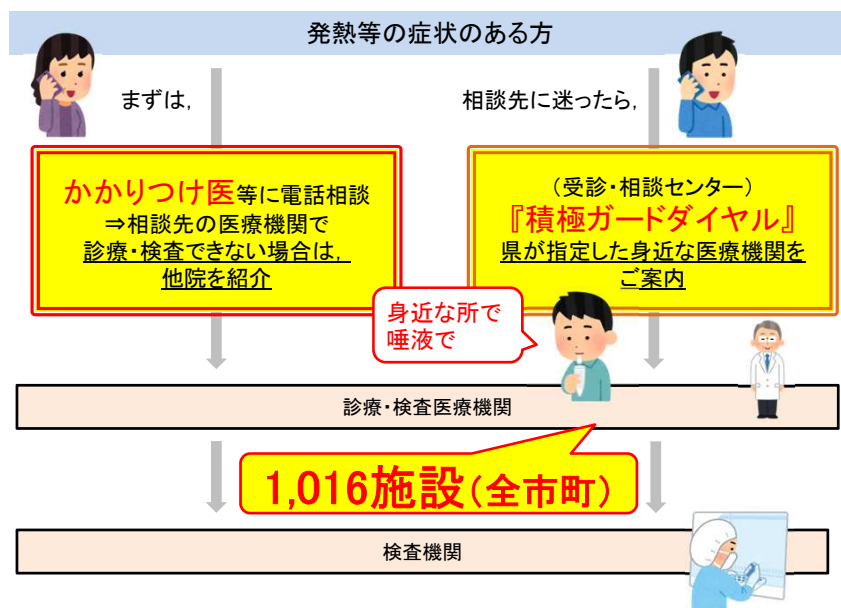 発熱等の症状のある方
まずは,
相談先に迷ったら,
かかりつけ医等に電話相談
⇒相談先の医療機関で
診療・検査できない場合は,
他院を紹介
（受診・相談センター）
『積極ガードダイヤル』
県が指定した身近な医療機関を
ご案内
身近な所で
唾液で
診療・検査医療機関
1,016施設（全市町）
検査機関